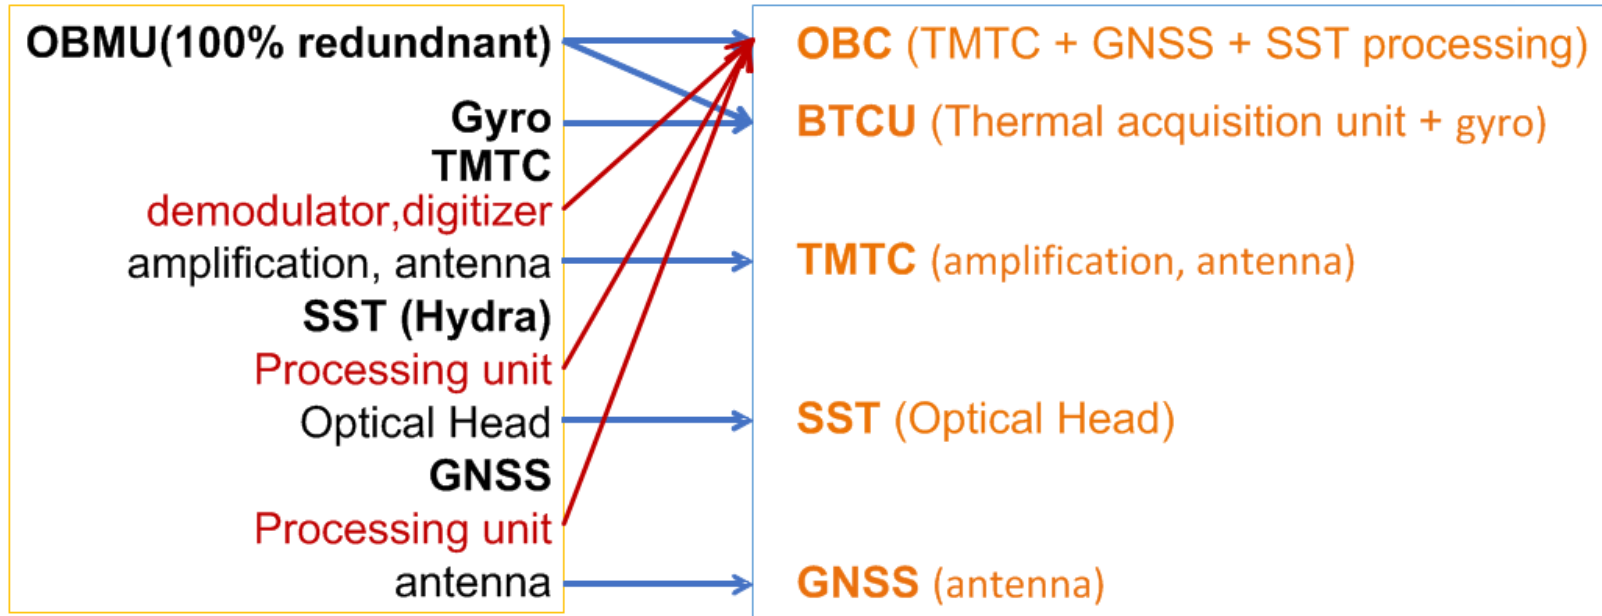 OBMU(100% redundnant)
Gyro
TMTC
demodulator,digitizer
amplification, antenna
SST (Hydra)
Processing unit
Optical Head
GNSS
Processing unit
antenna
OBC (TMTC + GNSS + SST processing)
BTCU (Thermal acquisition unit + gyro)
TMTC (amplification, antenna)
SST (Optical Head)
GNSS (antenna)